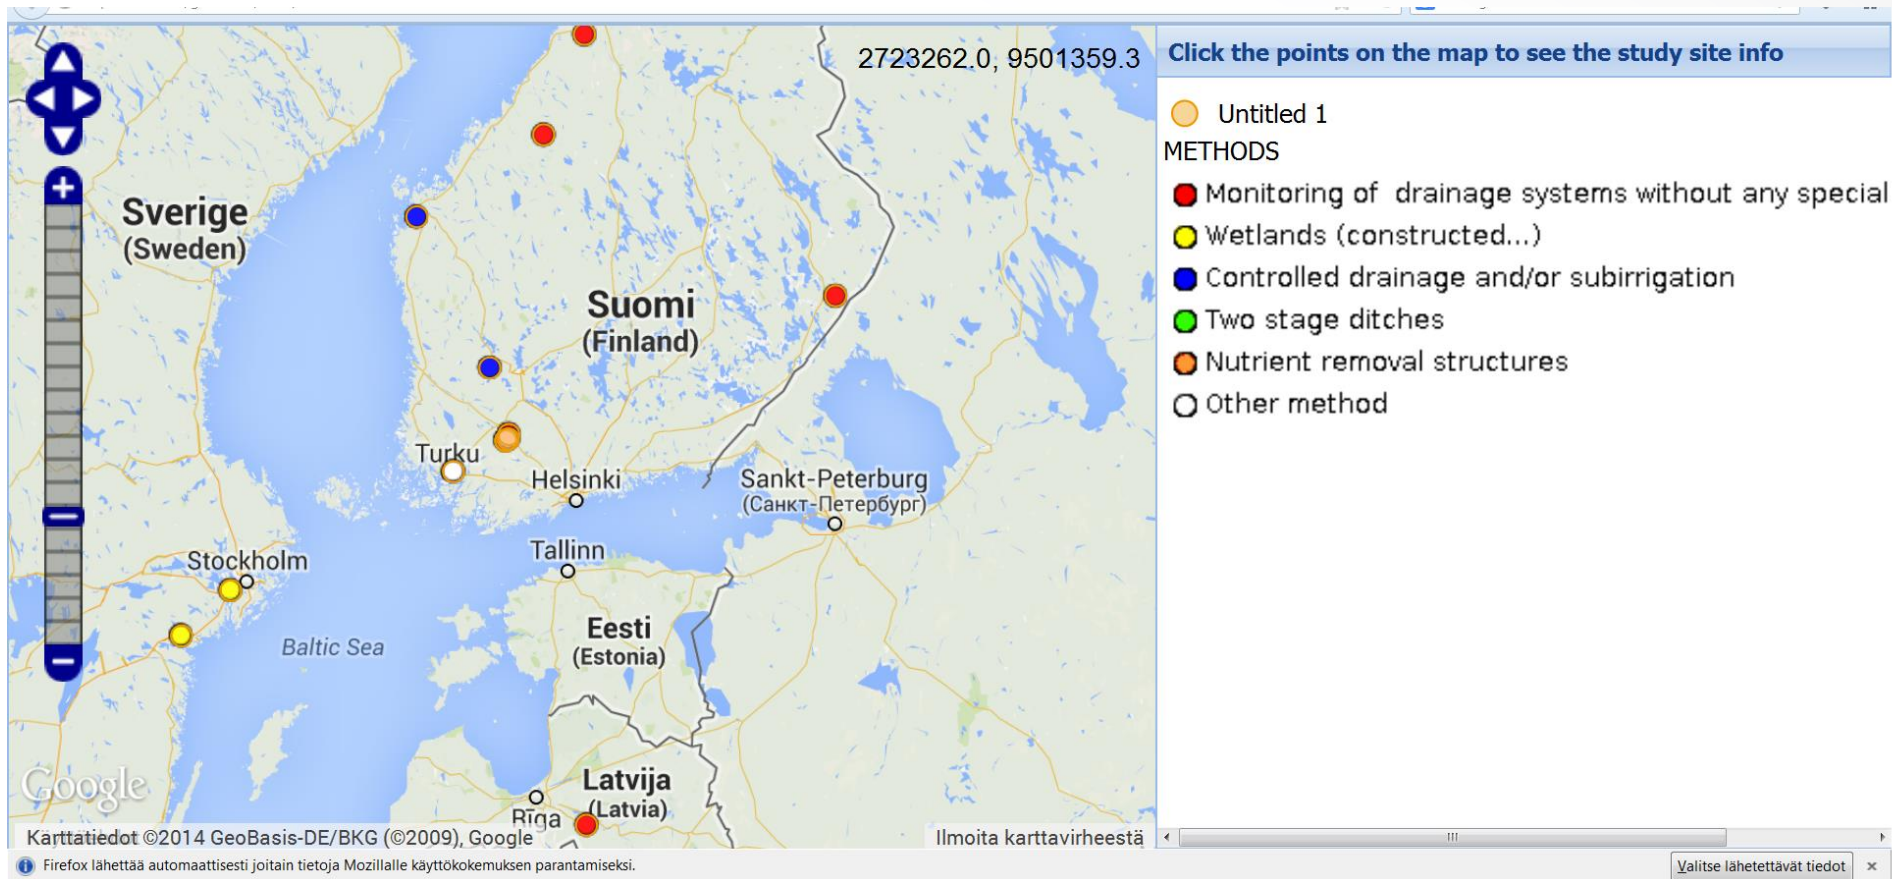 2723262.0, 9501359.3
Click the points on the map to see the study site info
Untitled 1
METHODS
Monitoring of drainage systems without any special
Wetlands (constructed...)
Controlled drainage and/or subirrigation
Two stage ditches
Nutrient removal structures
Other method
Sverige
(Sweden)
Suomi
(Finland)
Turku
Helsinki
Sankt-Peterburg
(Санкт-Петербург)
Stockholm
Tallinn
Baltic Sea
Eesti
(Estonia)
Latvija
(Latvia)
Rīga
Google
Karttatiedot ©2014 GeoBasis-DE/BKG (©2009), Google
Ilmoita karttavirheestä
Firefox lähettää automaattisesti joitain tietoja Mozillalle käyttökokemuksen parantamiseksi.
Valitse lähetettävät tiedot